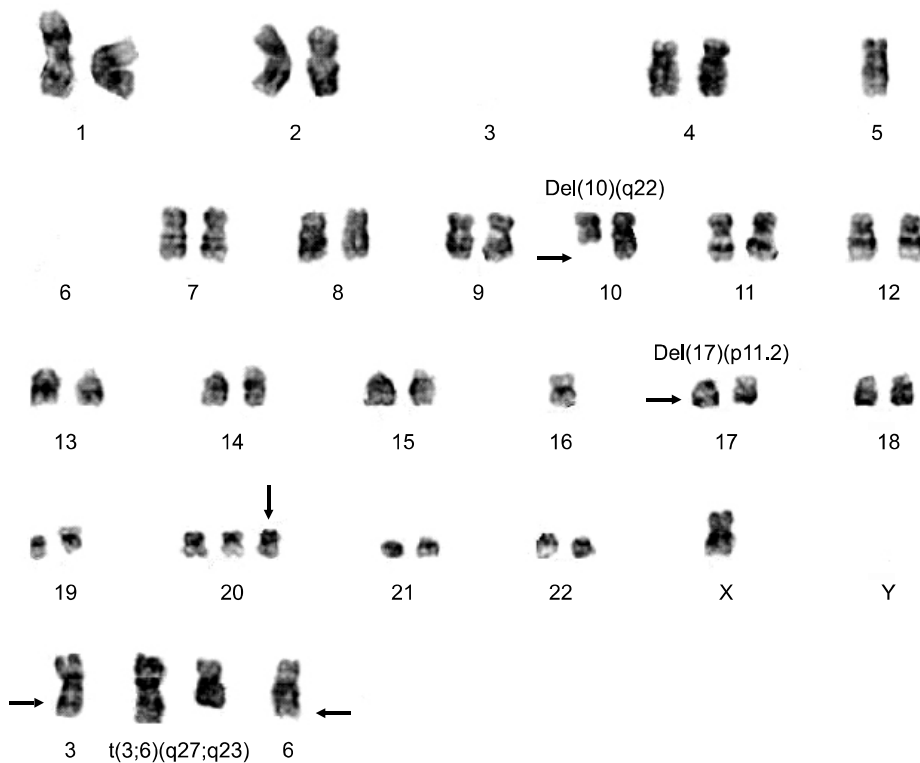 1 2 3 4 5
Del(10)(q22)
6 7 8 9 10 11 12
Del(17)(p11.2)
13 14 15 16 17 18
19 20 21 22 X Y
3 t(3;6)(q27;q23) 6